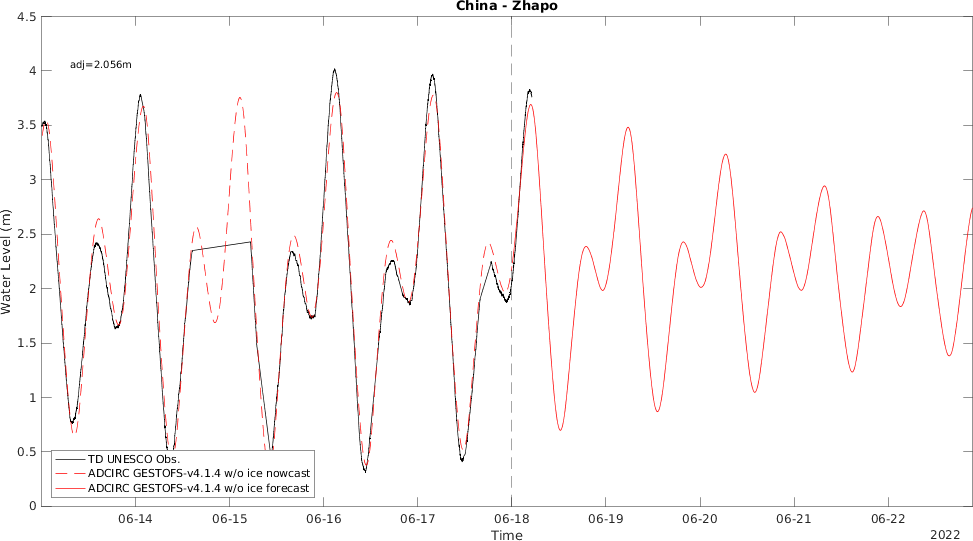 China - Zhapo
adj=2.056m
Water Level (m)
4.5
4
3.5
3
2.5
2
1.5
1
0.5
0
TD UNESCO Obs.
ADCIRC GESTOFS-v4.1.4 w/o ice nowcast
ADCIRC GESTOFS-v4.1.4 w/o ice forecast
06-14 06-15 06-16 06-17 06-18 06-19 06-20 06-21 06-22
Time
2022